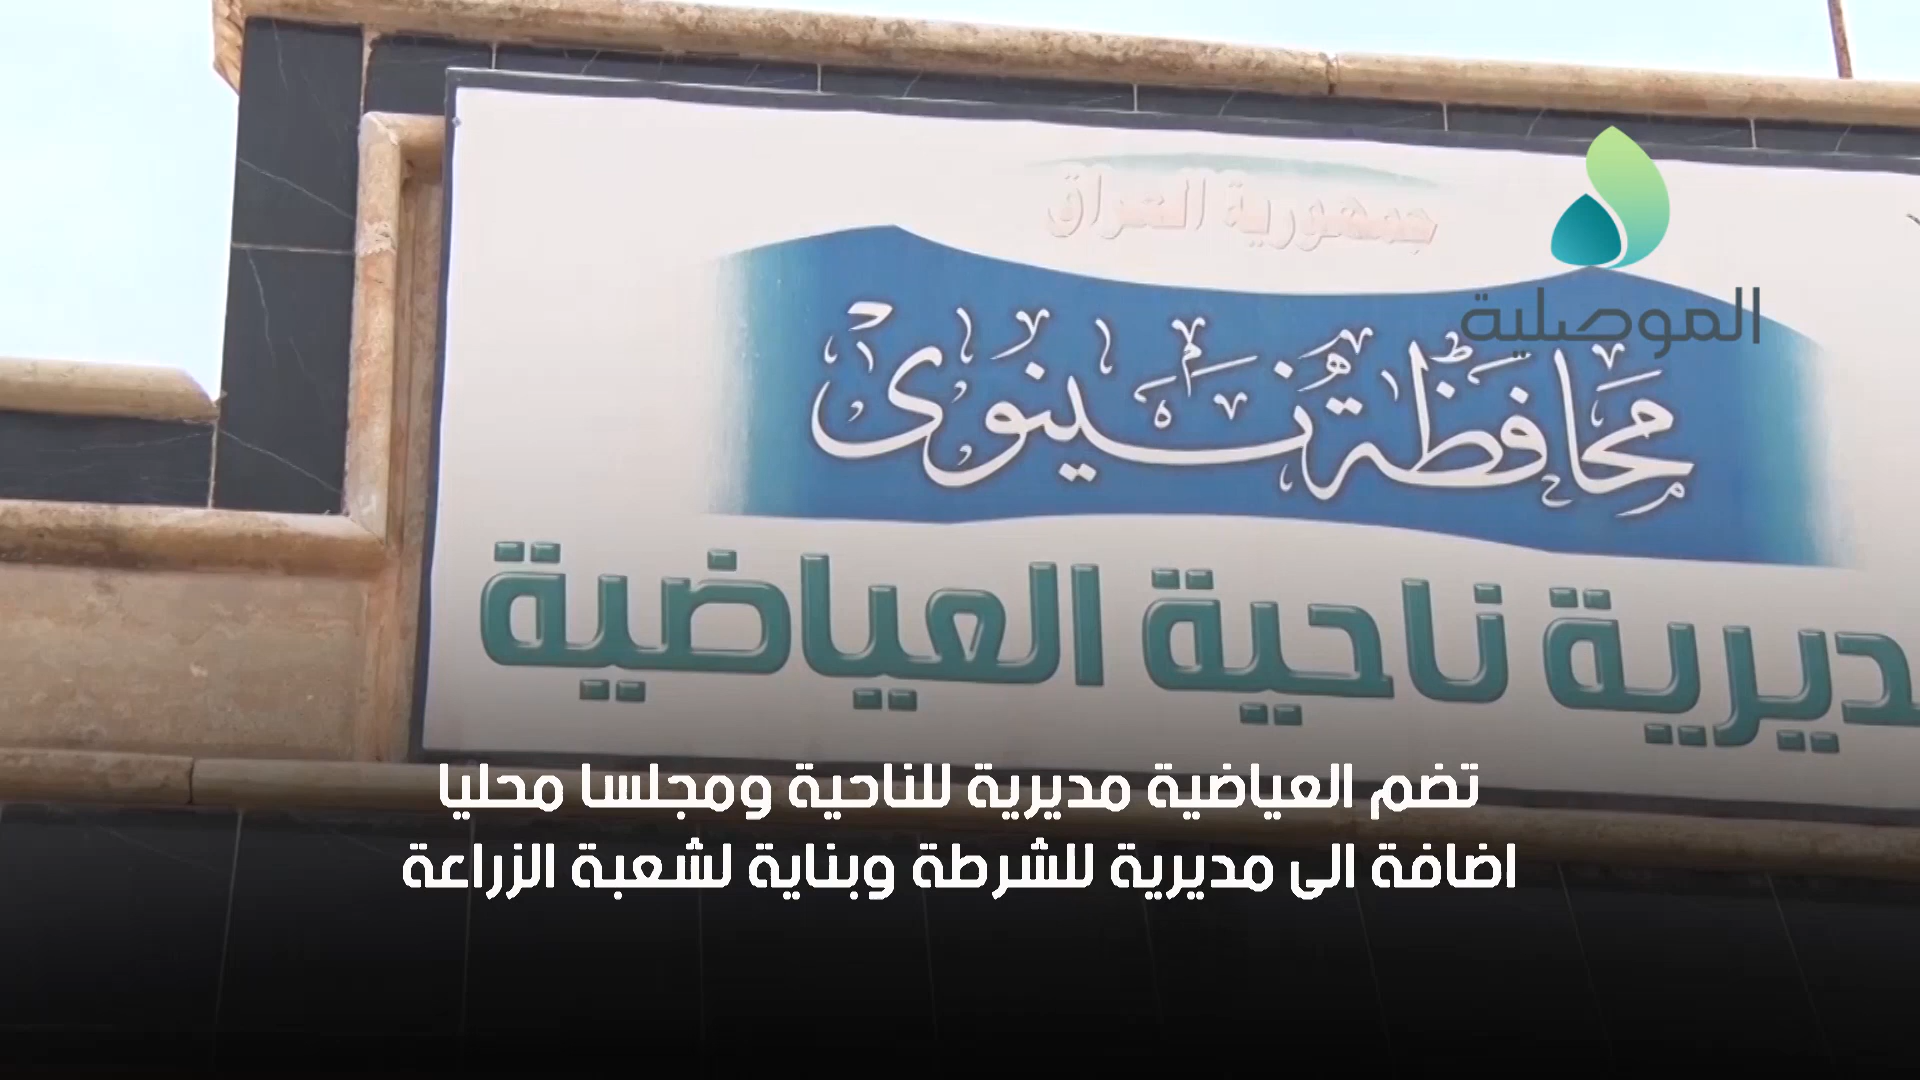 جمهورية العراق
الموصلية
محافظة نينوى
مديرية ناحية العياضية
تضم العياضية مديرية للناحية ومجلسا محليا
اضافة الى مديرية للشرطة وبناية لشعبة الزراعة